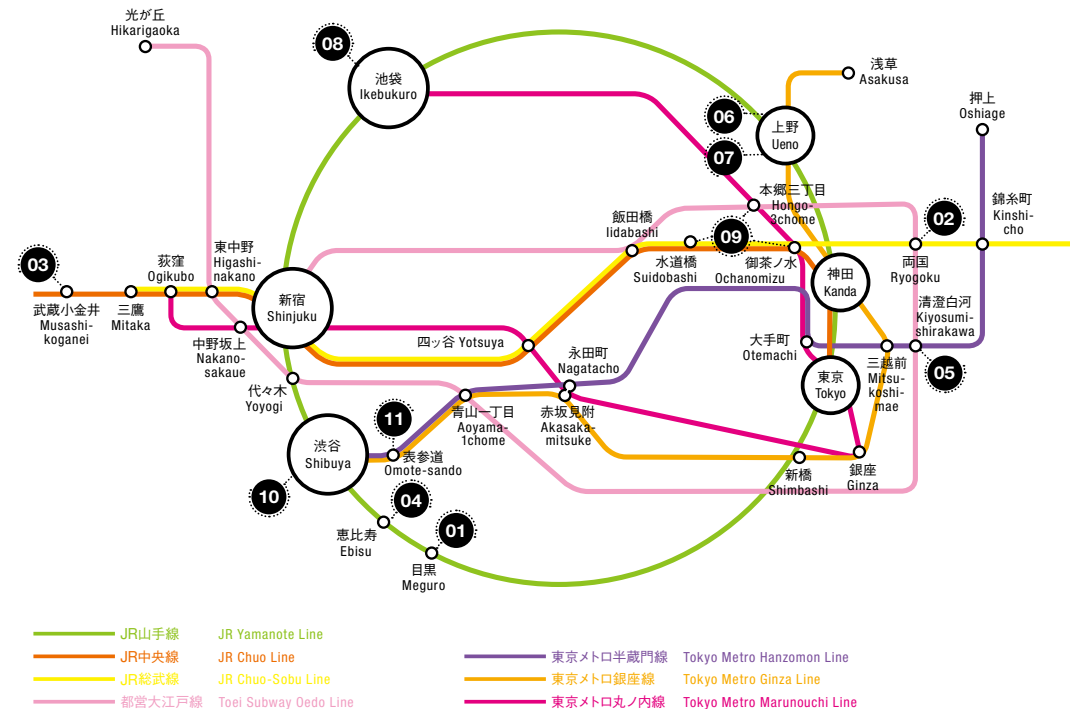 光が丘
Hikarigaoka
08
池袋
Ikebukuro
浅草
Asakusa
押上
Oshiage
06
上野
Ueno
07
本郷三丁目
Hongo-
3chome
飯田橋
Iidabashi
09
水道橋
Suidobashi
御茶ノ水
Ochanomizu
02
両国
Ryogoku
錦糸町
Kinshi-
cho
03
武蔵小金井
Musashi-
koganei
三鷹
Mitaka
荻窪
Ogikubo
東中野
Higashi-
nakano
新宿
Shinjuku
神田
Kanda
清澄白河
Kiyosumi-
shirakawa
中野坂上
Nakano-
sakaue
四ッ谷 Yotsuya
永田町
Nagatacho
大手町
Otemachi
三越前
Mitsu-
koshi-
mae
05
代々木
Yoyogi
東京
Tokyo
青山一丁目
Aoyama-
1chome
赤坂見附
Akasaka-
mitsuke
11
渋谷
Shibuya
表参道
Omote-sando
新橋
Shimbashi
銀座
Ginza
10
04
恵比寿
Ebisu
01
目黒
Meguro
JR山手線 JR Yamanote Line
JR中央線 JR Chuo Line
JR総武線 JR Chuo-Sobu Line
都営大江戸線 Toei Subway Oedo Line
東京メトロ半蔵門線 Tokyo Metro Hanzomon Line
東京メトロ銀座線 Tokyo Metro Ginza Line
東京メトロ丸ノ内線 Tokyo Metro Marunouchi Line